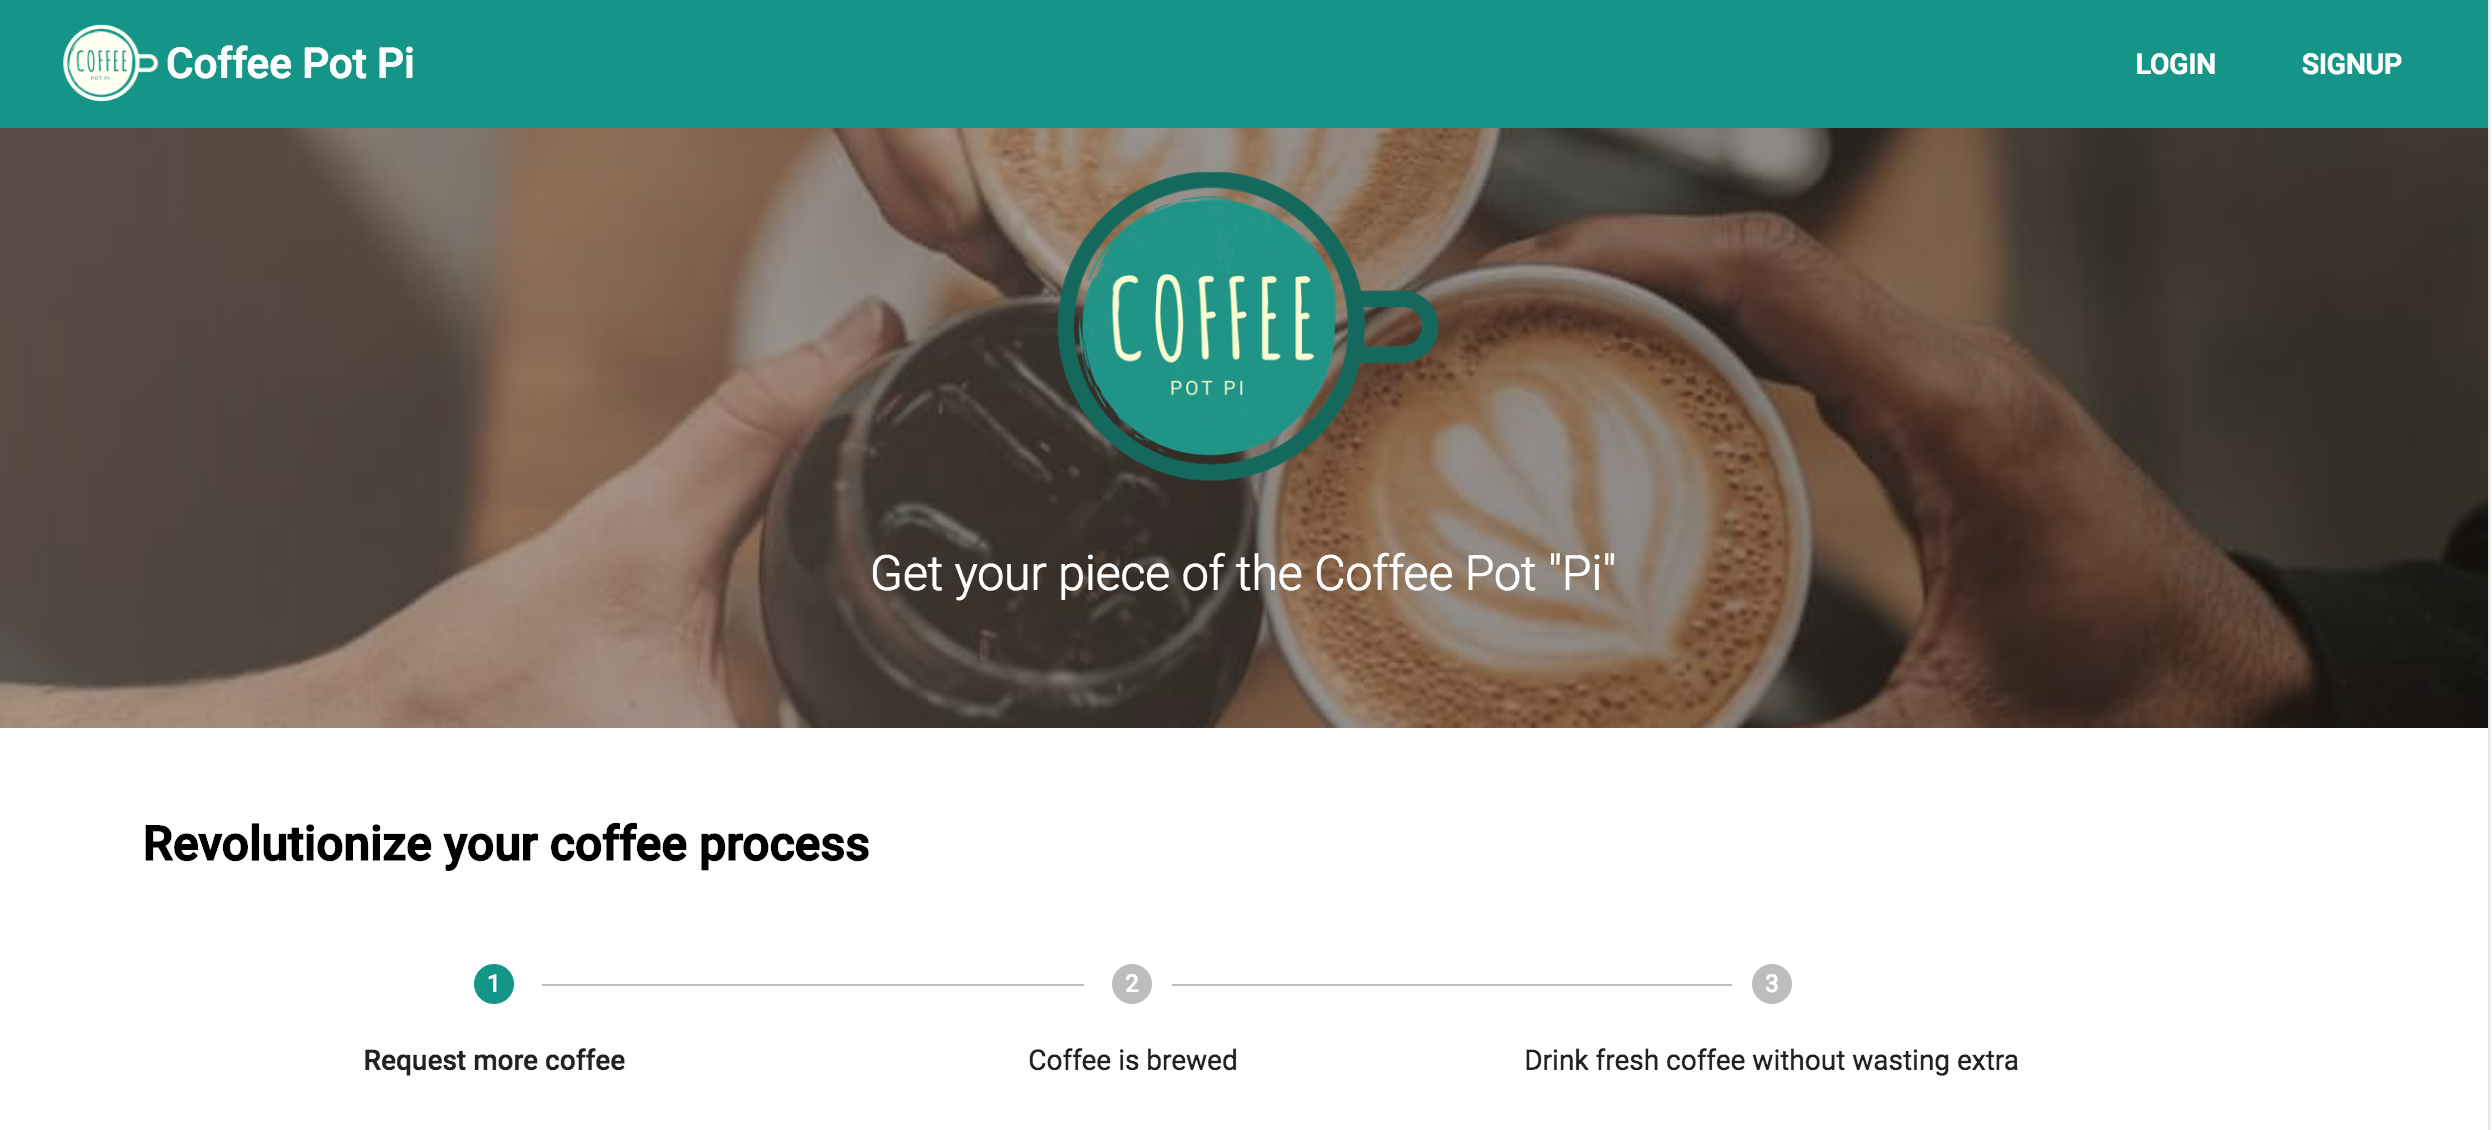 COFFEE
POT PI
Coffee Pot Pi
LOGIN
SIGNUP
COFFEE
POT PI
Get your piece of the Coffee Pot "Pi"
Revolutionize your coffee process
1
2
3
Request more coffee
Coffee is brewed
Drink fresh coffee without wasting extra